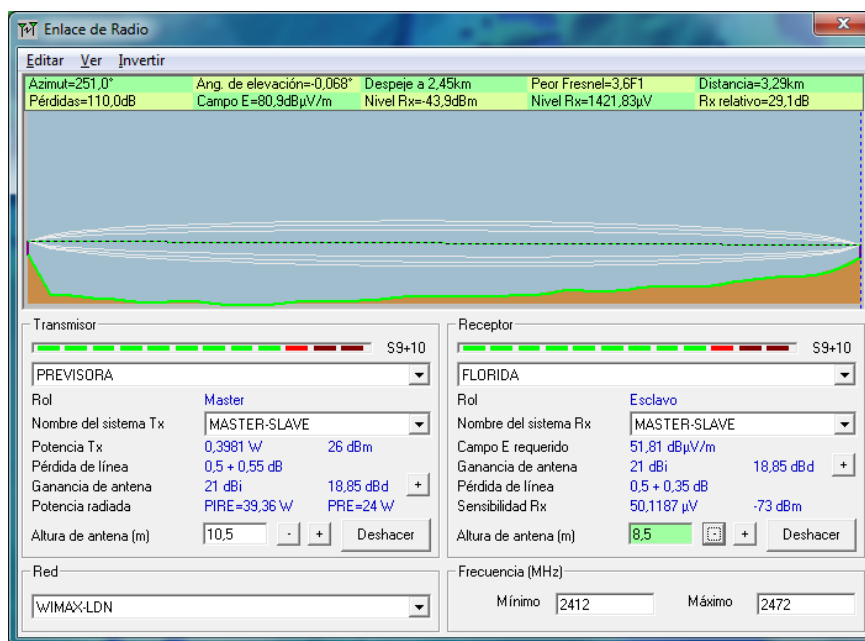 Enlace de Radio
Editar Ver Invertir
Azimut=251,0° Ang. de elevación=-0,068° Despeje a 2,45km Peor Fresnel=3,6F1 Distancia=3,29km
Pérdidas=110,0dB Campo E=80,9dBµV/m Nivel Rx=-43,9dBm Nivel Rx=1421,83µV Rx relativo=29,1dB
Transmisor
S9+10
PREVISORA
Rol Master
Nombre del sistema Tx MASTER-SLAVE
Potencia Tx 0,3981 W 26 dBm
Pérdida de línea 0,5 + 0,55 dB
Ganancia de antena 21 dBi 18,85 dBd +
Potencia radiada PIRE=39,36 W PRE=24 W
Altura de antena (m) 10,5 - + Deshacer
Receptor
S9+10
FLORIDA
Rol Esclavo
Nombre del sistema Rx MASTER-SLAVE
Campo E requerido 51,81 dBµV/m
Ganancia de antena 21 dBi 18,85 dBd +
Pérdida de línea 0,5 + 0,35 dB
Sensibilidad Rx 50,1187 µV -73 dBm
Altura de antena (m) 8,5 - + Deshacer
Red
WIMAX-LDN
Frecuencia (MHz)
Mínimo 2412 Máximo 2472